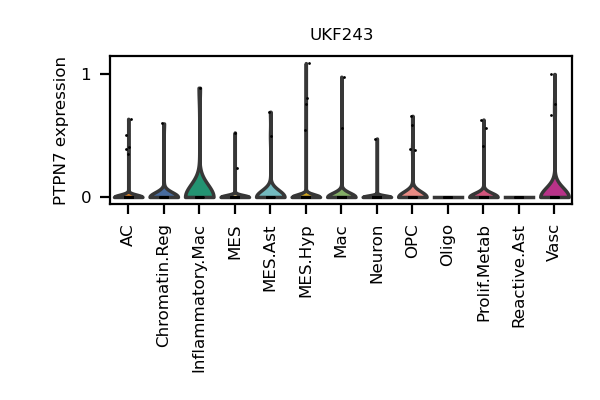 UKF243
PTPN7 expression
1
0
AC
Chromatin.Reg
Inflammatory.Mac
MES
MES.Ast
MES.Hyp
Mac
Neuron
OPC
Oligo
Prolif.Metab
Reactive.Ast
Vasc